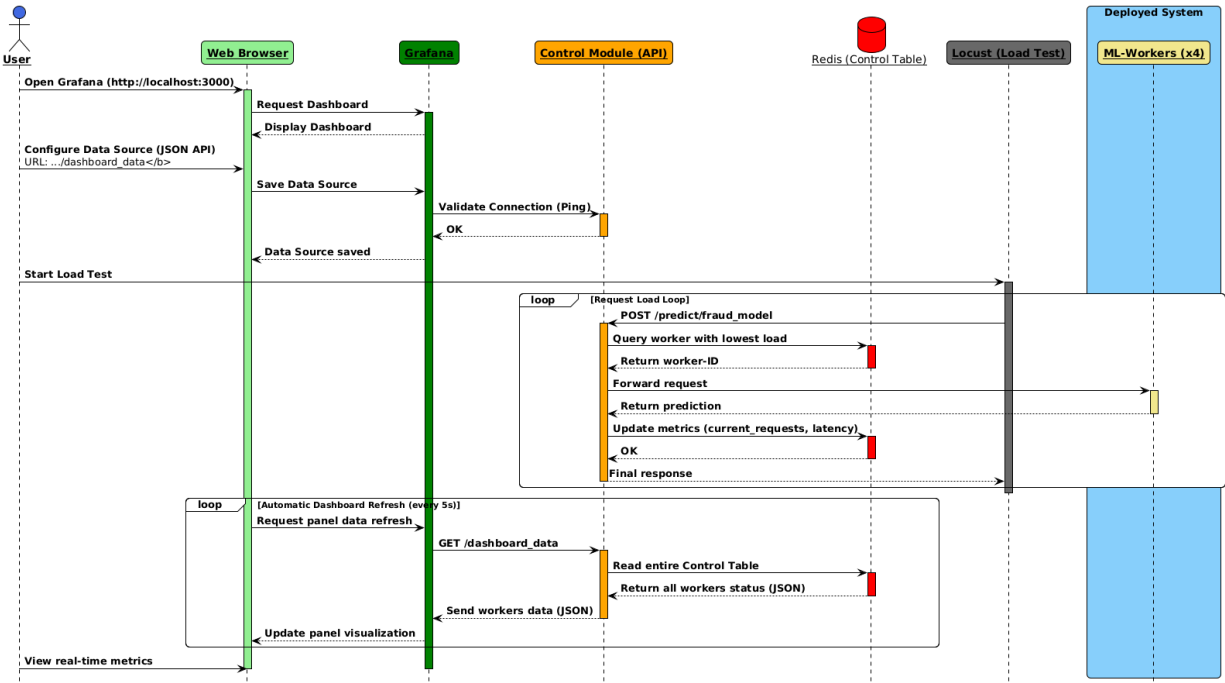 Deployed System
User
Web Browser
Grafana
Control Module (API)
Redis (Control Table)
Locust (Load Test)
ML-Workers (x4)
Open Grafana (http://localhost:3000)
Request Dashboard
Display Dashboard
Configure Data Source (JSON API)
URL: .../dashboard_data</b>
Save Data Source
Validate Connection (Ping)
OK
Data Source saved
Start Load Test
loop [Request Load Loop]
POST /predict/fraud_model
Query worker with lowest load
Return worker-ID
Forward request
Return prediction
Update metrics (current_requests, latency)
OK
Final response
loop [Automatic Dashboard Refresh (every 5s)]
Request panel data refresh
GET /dashboard_data
Read entire Control Table
Return all workers status (JSON)
Send workers data (JSON)
Update panel visualization
View real-time metrics